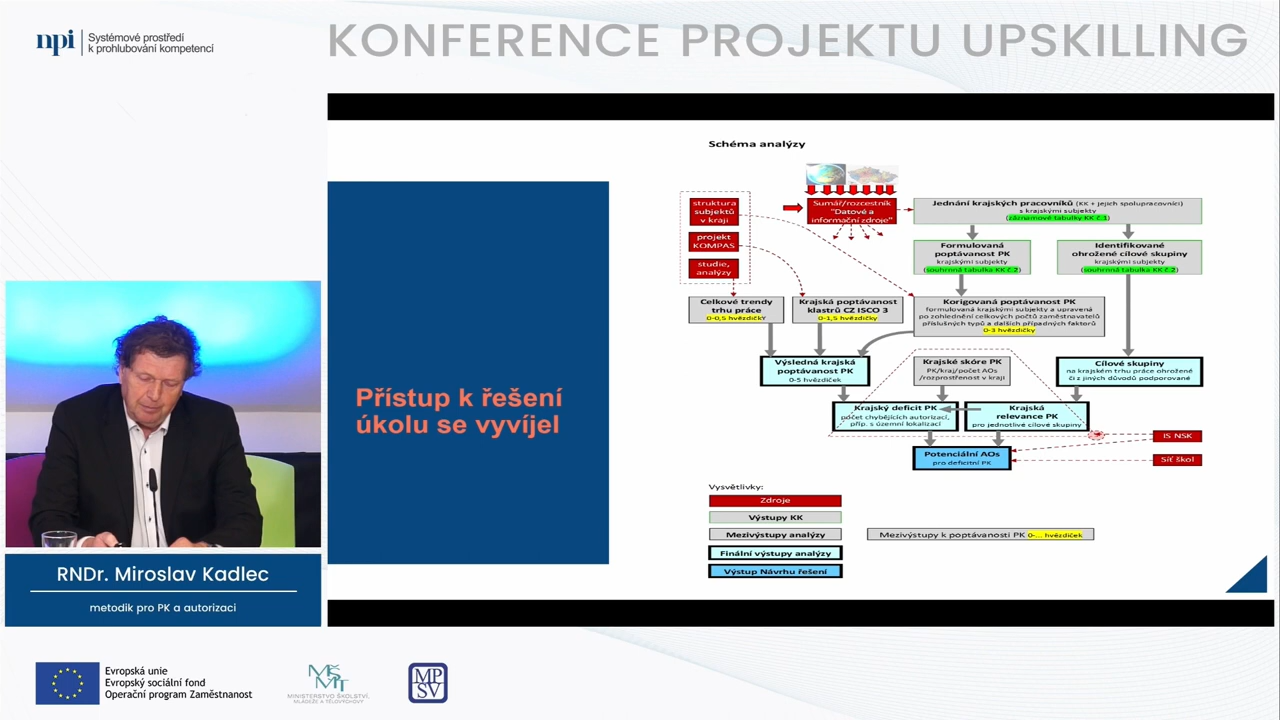 npi
Systémové prostředí
k prohlubování kompetencí
KONFERENCE PROJEKTU UPSKILLING
Přístup k řešení
úkolu se vyvíjel
Schéma analýzy
struktura
subjektů
v kraji
projekt
KOMPAS
studie,
analýzy
Sumář/rozcestník
"Datové a
informační zdroje"
Jednání krajských pracovníků (KK + jejich spolupracovníci)
s krajskými subjekty
(záznamové tabulky KK č.1)
Formulovaná
poptávanost PK
krajskými subjekty
(souhrnná tabulka KK č.2)
Identifikované
ohrožené cílové skupiny
krajskými subjekty
(souhrnná tabulka KK č.2)
Celkové trendy
trhu práce
0-0,5 hvězdičky
Krajská poptávanost
klastrů CZ ISCO 3
0-1,5 hvězdičky
Korigovaná poptávanost PK
formulovaná krajskými subjekty a upravená
po zohlednění celkových počtů zaměstnavatelů
příslušných typů a dalších případných faktorů
0-3 hvězdičky
Výsledná krajská
poptávanost PK
0-5 hvězdiček
Krajské skóre PK
PK/kraj/počet AOs
/rozprostřenost v kraji
Cílové skupiny
na krajském trhu práce ohrožené
či z jiných důvodů podporované
Krajský deficit PK
počet chybějících autorizací,
příp. s územní lokalizací
Krajská
relevance PK
pro jednotlivé cílové skupiny
Potenciální AOs
pro deficitní PK
IS NSK
Síť škol
Vysvětlivky:
Zdroje
Výstupy KK
Mezivýstupy analýzy
Mezivýstupy k poptávanosti PK 0-... hvězdiček
Finální výstupy analýzy
Výstup Návrhu řešení
RNDr. Miroslav Kadlec
metodik pro PK a autorizaci
Evropská unie
Evropský sociální fond
Operační program Zaměstnanost
MŠMT
MINISTERSTVO ŠKOLSTVÍ,
MLÁDEŽE A TĚLOVÝCHOVY
MP
SV